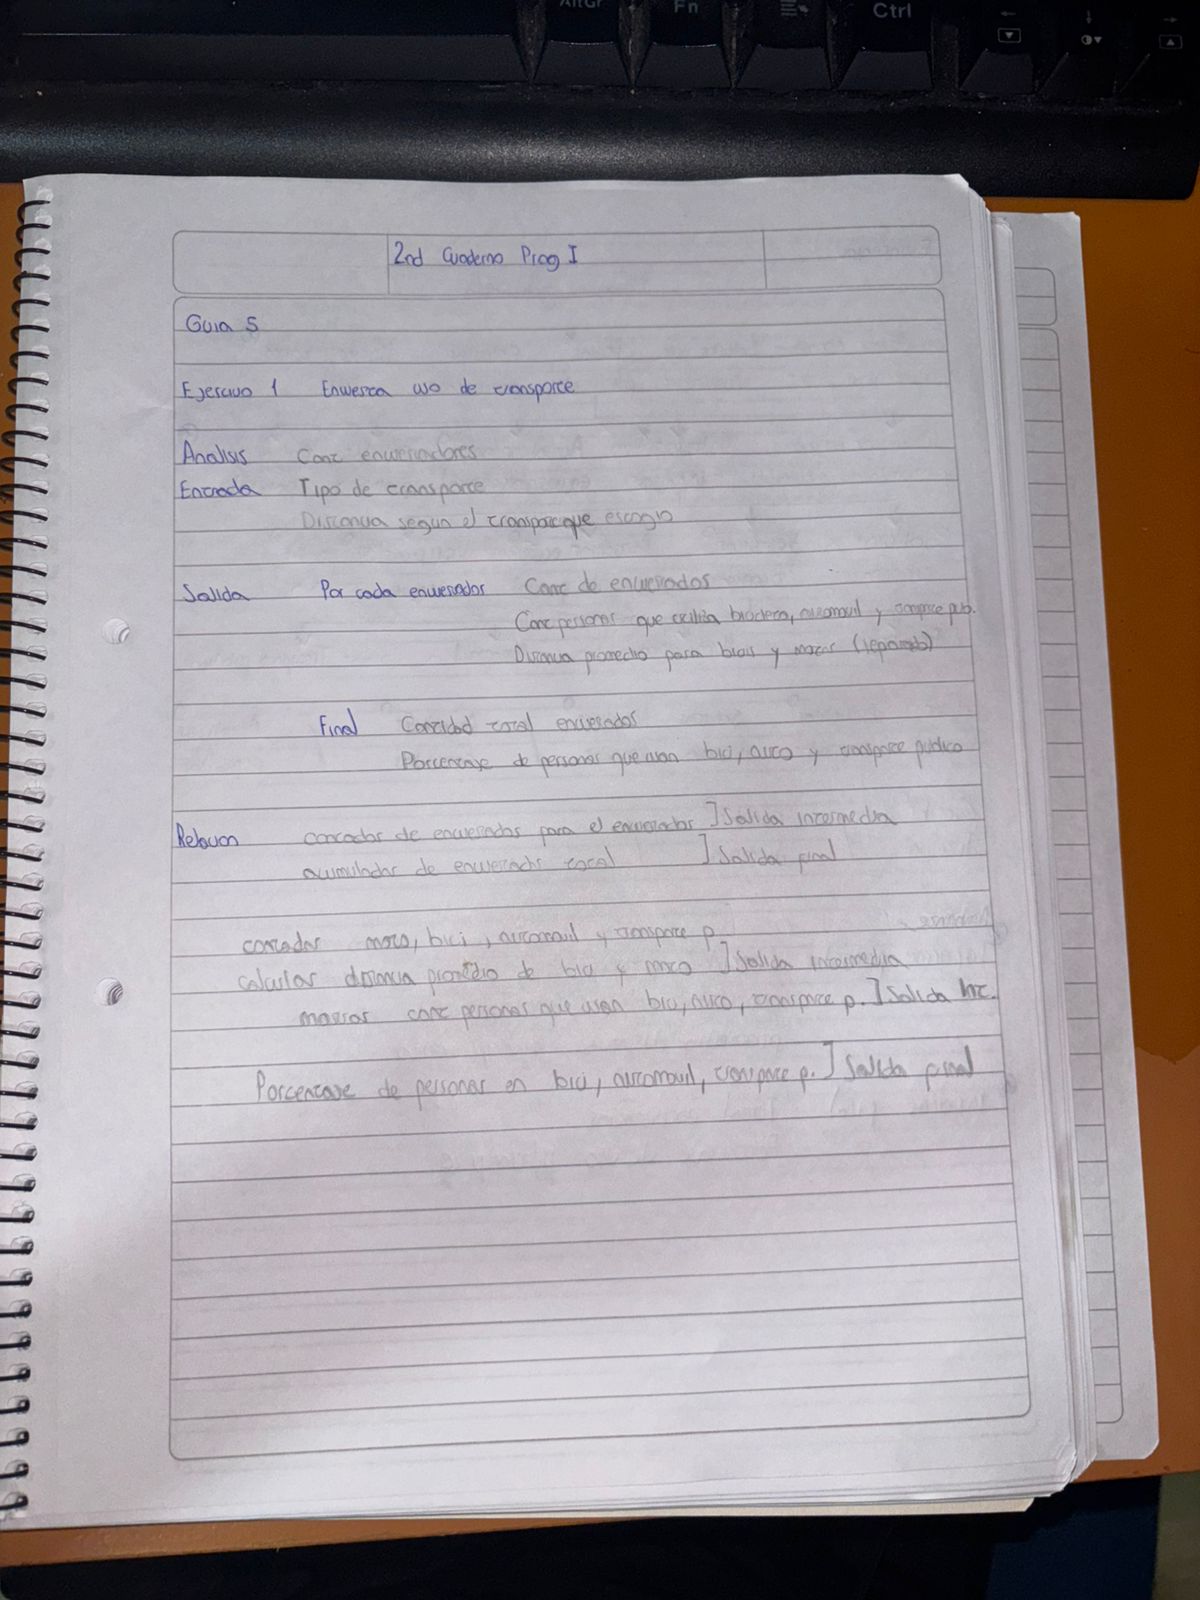 AltGr Fn Ctrl
2nd Cuaderno Prog I
Guia 5
Ejercicio 1 Encuesta uso de transporte
Analisis Cant encuestadores
Entrada Tipo de transporte
Distancia segun el transporte que escogio
Salida Por cada encuestador Cant de encuestados
Cant personas que utiliza bicicleta, automovil y transporte pub.
Distancia promedio para bicis y motos (separado)
Final Cantidad total encuestados
Porcentaje de personas que usan bici, auto y transporte publico
Relacion contador de encuestados para el encuestador ] Salida intermedia
acumulador de encuestados total ] Salida final
contador moto, bici, automovil y transporte p.
calcular distancia promedio de bici y moto ] Salida intermedia
mostrar cant personas que usan bici, auto, transporte p. ] Salida Int.
Porcentaje de personas en bici, automovil, transporte p. ] Salida final